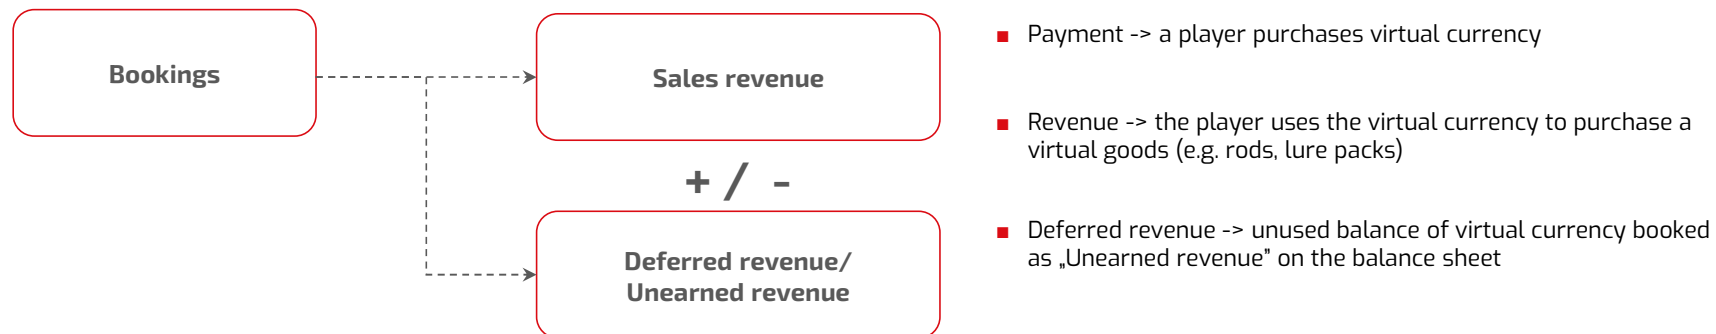 Bookings
Sales revenue
+ / -
Deferred revenue/
Unearned revenue
Payment -> a player purchases virtual currency
Revenue -> the player uses the virtual currency to purchase a
virtual goods (e.g. rods, lure packs)
Deferred revenue -> unused balance of virtual currency booked
as „Unearned revenue” on the balance sheet